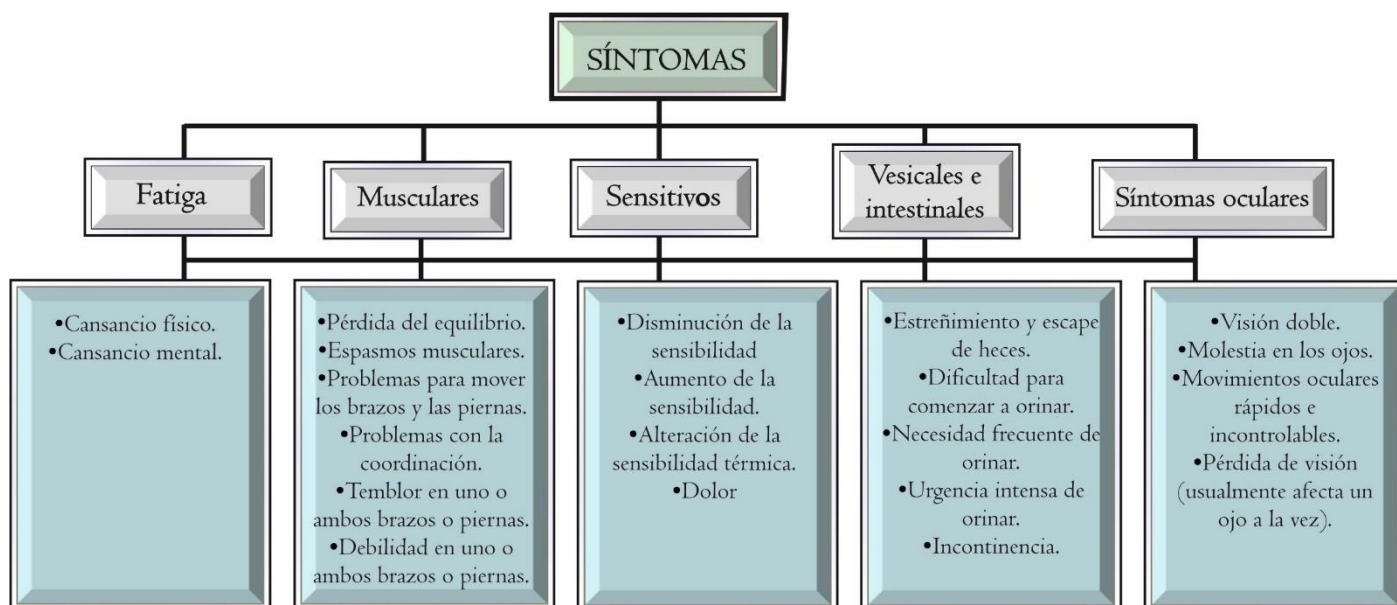 SÍNTOMAS
Fatiga
Musculares
Sensitivos
Vesicales e
intestinales
Síntomas oculares
•Cansancio físico.
•Cansancio mental.
•Pérdida del equilibrio.
•Espasmos musculares.
•Problemas para mover
los brazos y las piernas.
•Problemas con la
coordinación.
•Temblor en uno o
ambos brazos o piernas.
•Debilidad en uno o
ambos brazos o piernas.
•Disminución de la
sensibilidad
•Aumento de la
sensibilidad.
•Alteración de la
sensibilidad térmica.
•Dolor
•Estreñimiento y escape
de heces.
•Dificultad para
comenzar a orinar.
•Necesidad frecuente de
orinar.
•Urgencia intensa de
orinar.
•Incontinencia.
•Visión doble.
•Molestia en los ojos.
•Movimientos oculares
rápidos e
incontrolables.
•Pérdida de visión
(usualmente afecta un
ojo a la vez).